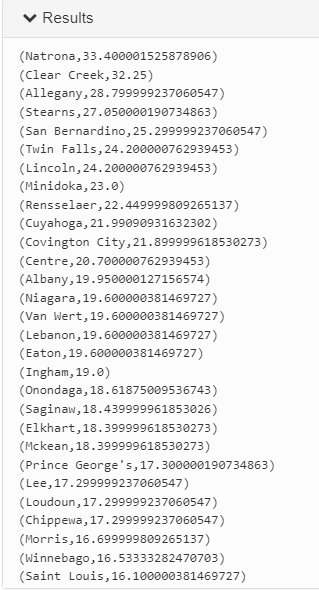 Results
(Natrona,33.400001525878906)
(Clear Creek,32.25)
(Allegany,28.799999237060547)
(Stearns,27.050000190734863)
(San Bernardino,25.299999237060547)
(Twin Falls,24.200000762939453)
(Lincoln,24.200000762939453)
(Minidoka,23.0)
(Rensselaer,22.449999809265137)
(Cuyahoga,21.99090931632302)
(Covington City,21.899999618530273)
(Centre,20.700000762939453)
(Albany,19.950000127156574)
(Niagara,19.600000381469727)
(Van Wert,19.600000381469727)
(Lebanon,19.600000381469727)
(Eaton,19.600000381469727)
(Ingham,19.0)
(Onondaga,18.61875009536743)
(Saginaw,18.439999961853026)
(Elkhart,18.399999618530273)
(Mckean,18.399999618530273)
(Prince George's,17.300000190734863)
(Lee,17.299999237060547)
(Loudoun,17.299999237060547)
(Chippewa,17.299999237060547)
(Morris,16.699999809265137)
(Winnebago,16.53333282470703)
(Saint Louis,16.100000381469727)